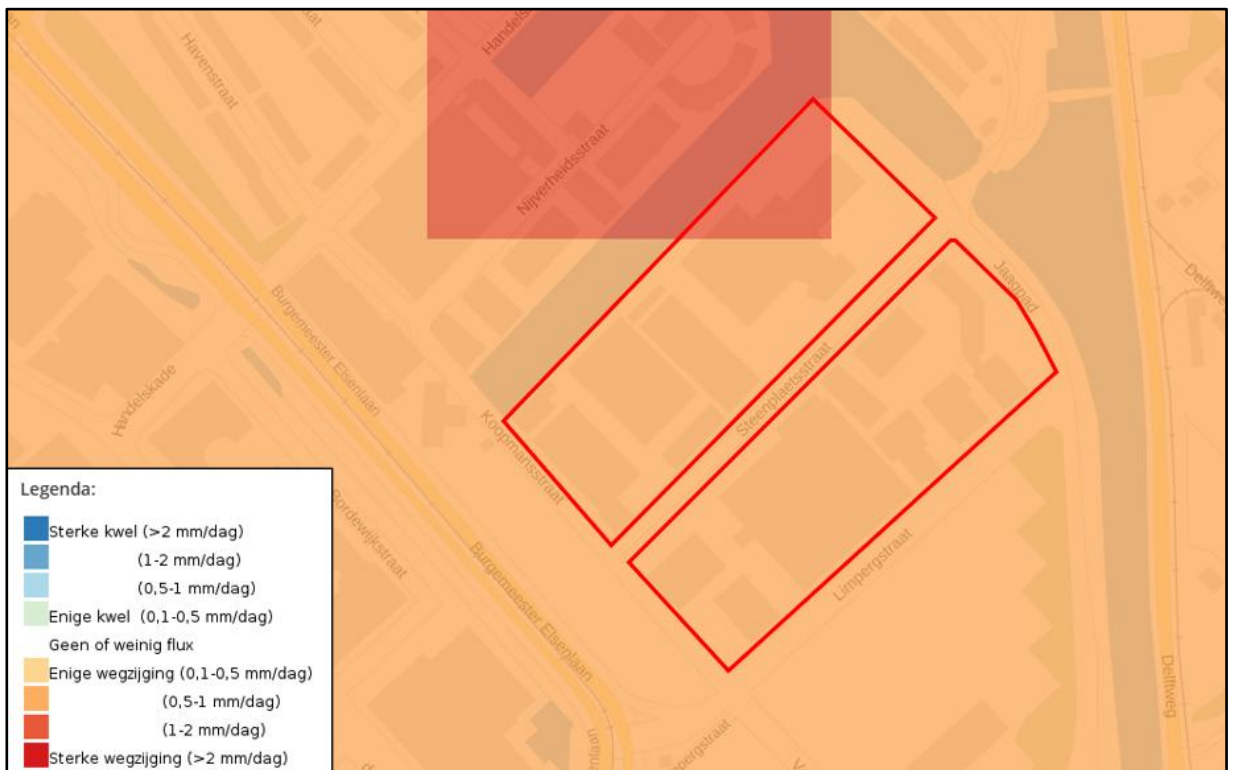 Havenstraat
Nijverheidsstraat
Jaagpad
Burgemeester Elsenlaan
Handelskade
Steenplaetsstraat
Koopmansstraat
Limpergstraat
Burgemeester Elsenlaan
Delftweg
Legenda:
Sterke kwel (>2 mm/dag)
(1-2 mm/dag)
(0,5-1 mm/dag)
Enige kwel (0,1-0,5 mm/dag)
Geen of weinig flux
Enige wegzijging (0,1-0,5 mm/dag)
(0,5-1 mm/dag)
(1-2 mm/dag)
Sterke wegzijging (>2 mm/dag)